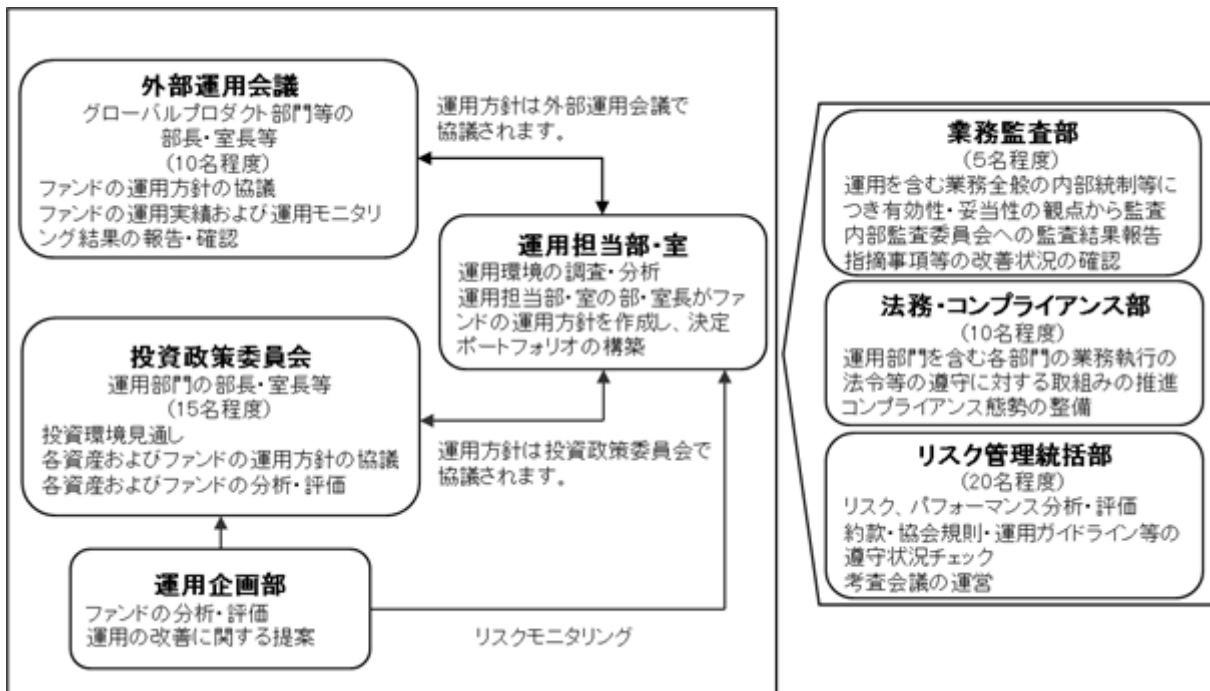 外部運用会議
グローバルプロダクト部門等の
部長・室長等
(10名程度)
ファンドの運用方針の協議
ファンドの運用実績および運用モニタリ
ング結果の報告・確認
運用方針は外部運用会議で
協議されます。
運用担当部・室
運用環境の調査・分析
運用担当部・室の部・室長がファ
ンドの運用方針を作成し、決定
ポートフォリオの構築
投資政策委員会
運用部門の部長・室長等
(15名程度)
投資環境見通し
各資産およびファンドの運用方針の協議
各資産およびファンドの分析・評価
運用方針は投資政策委員会で
協議されます。
運用企画部
ファンドの分析・評価
運用の改善に関する提案
リスクモニタリング
業務監査部
(5名程度)
運用を含む業務全般の内部統制等に
つき有効性・妥当性の観点から監査
内部監査委員会への監査結果報告
指摘事項等の改善状況の確認
法務・コンプライアンス部
(10名程度)
運用部門を含む各部門の業務執行の
法令等の遵守に対する取組みの推進
コンプライアンス態勢の整備
リスク管理統括部
(20名程度)
リスク、パフォーマンス分析・評価
約款・協会規則・運用ガイドライン等の
遵守状況チェック
考査会議の運営